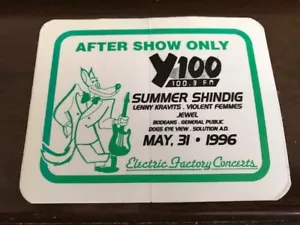 AFTER SHOW ONLY
Y100
100.3 FM
SUMMER SHINDIG
LENNY KRAVITS . VIOLENT FEMMES
JEWEL
BODEANS . GENERAL PUBLIC
DOGS EYE VIEW . SOLUTION A.D.
MAY, 31 • 1996
Electric Factory Concerts